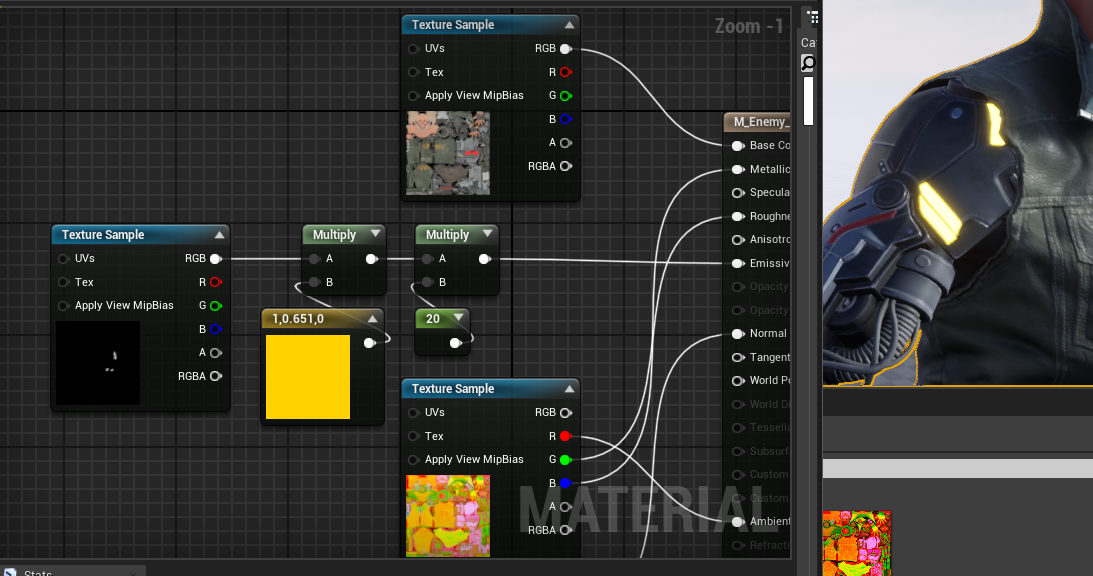 Texture Sample
Zoom -1
UVs RGB
Tex R
Apply View MipBias G
B
A
RGBA
Ca
M_Enemy_
Base Co
Metallic
Specula
Roughne
Anisotro
Emissiv
Opacity
Opacity
Normal
Tangent
World Po
World Di
Tessella
Subsurf
Custom
Custom
Ambient
Refracti
Texture Sample
UVs RGB
Tex R
Apply View MipBias G
B
A
RGBA
Multiply
A
B
Multiply
A
B
1,0.651,0
20
Texture Sample
UVs RGB
Tex R
Apply View MipBias G
B
A
RGBA
MATERIAL
Stats